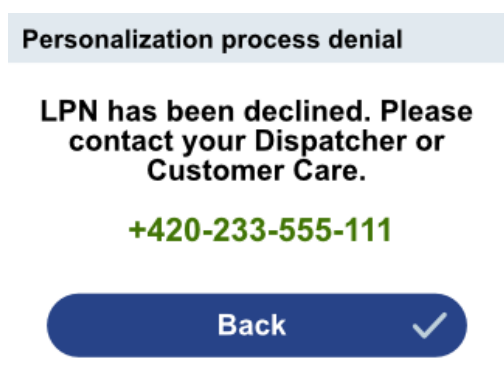 Personalization process denial
LPN has been declined. Please
contact your Dispatcher or
Customer Care.
+420-233-555-111
Back